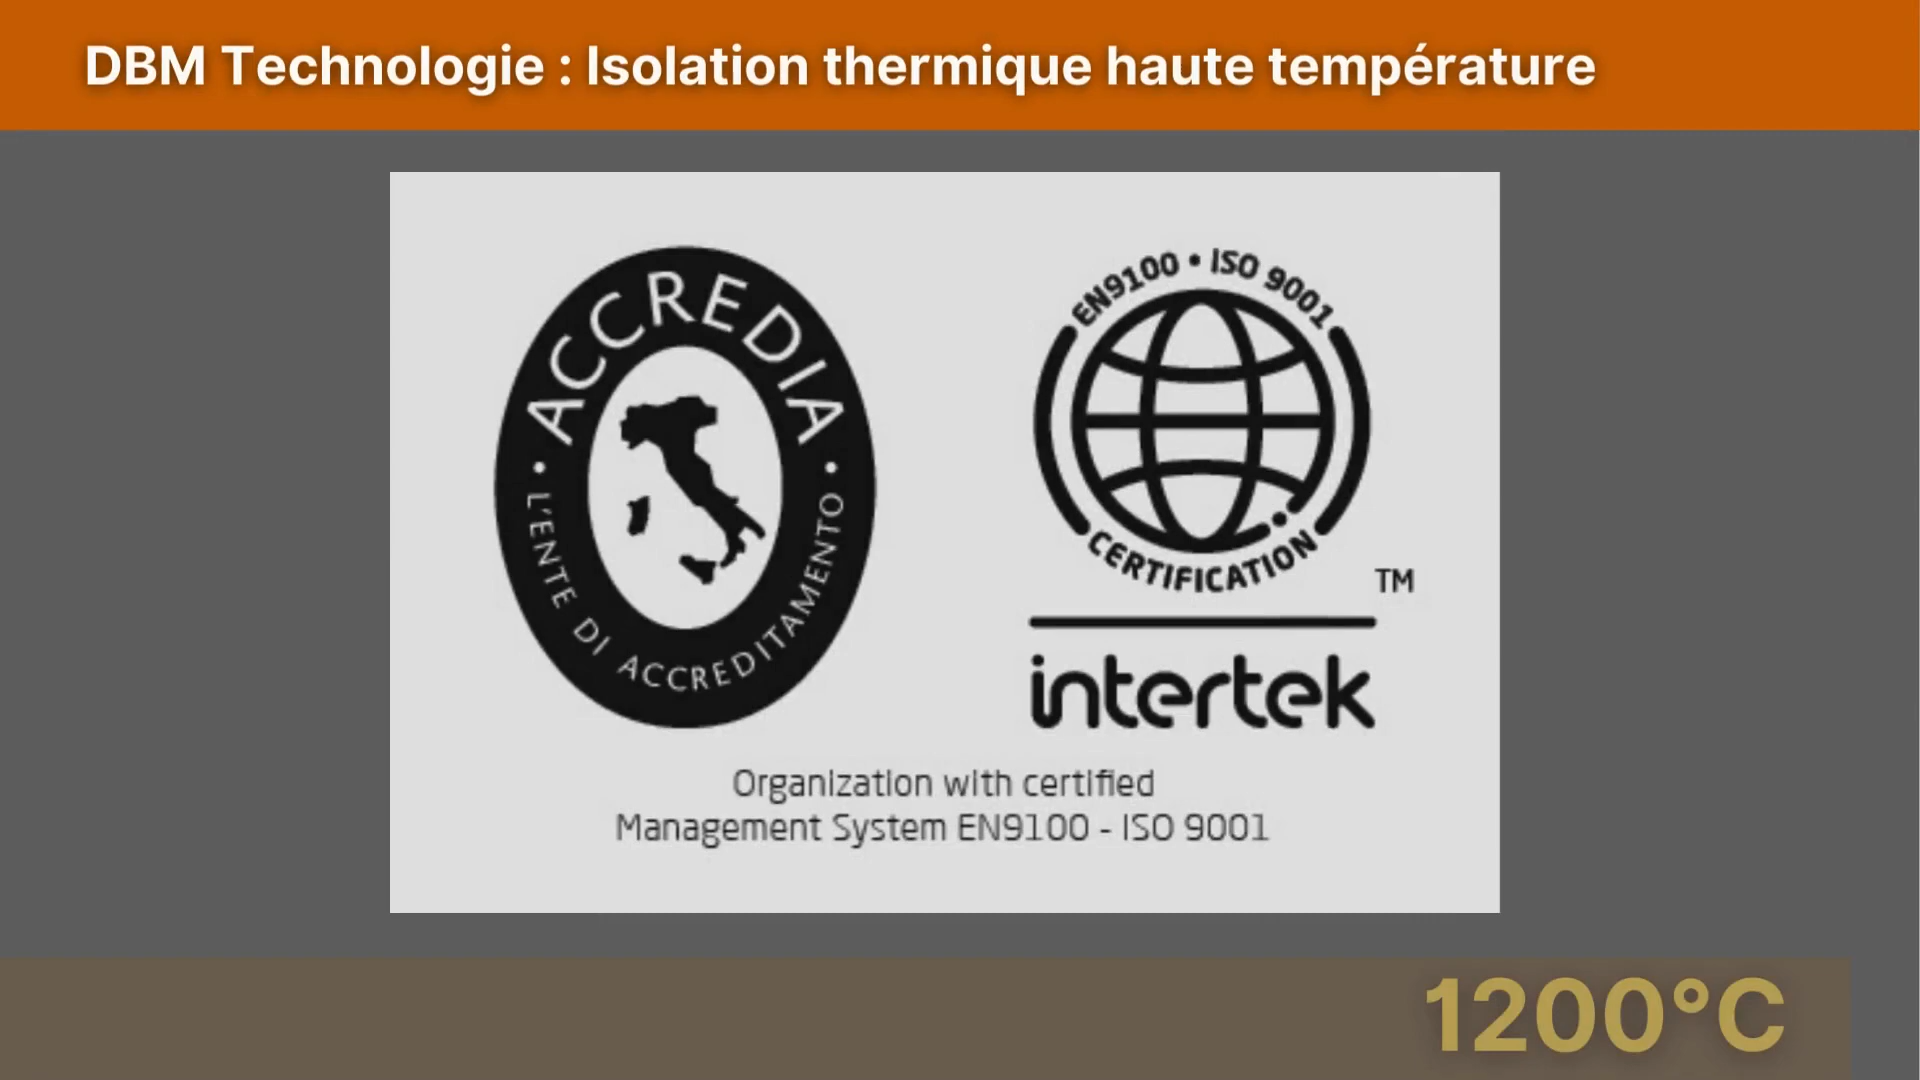 DBM Technologie : Isolation thermique haute température
ACCREDIA
L'ENTE DI ACCREDITAMENTO
EN9100 • ISO 9001
CERTIFICATION
TM
intertek
Organization with certified
Management System EN9100 - ISO 9001
1200°C